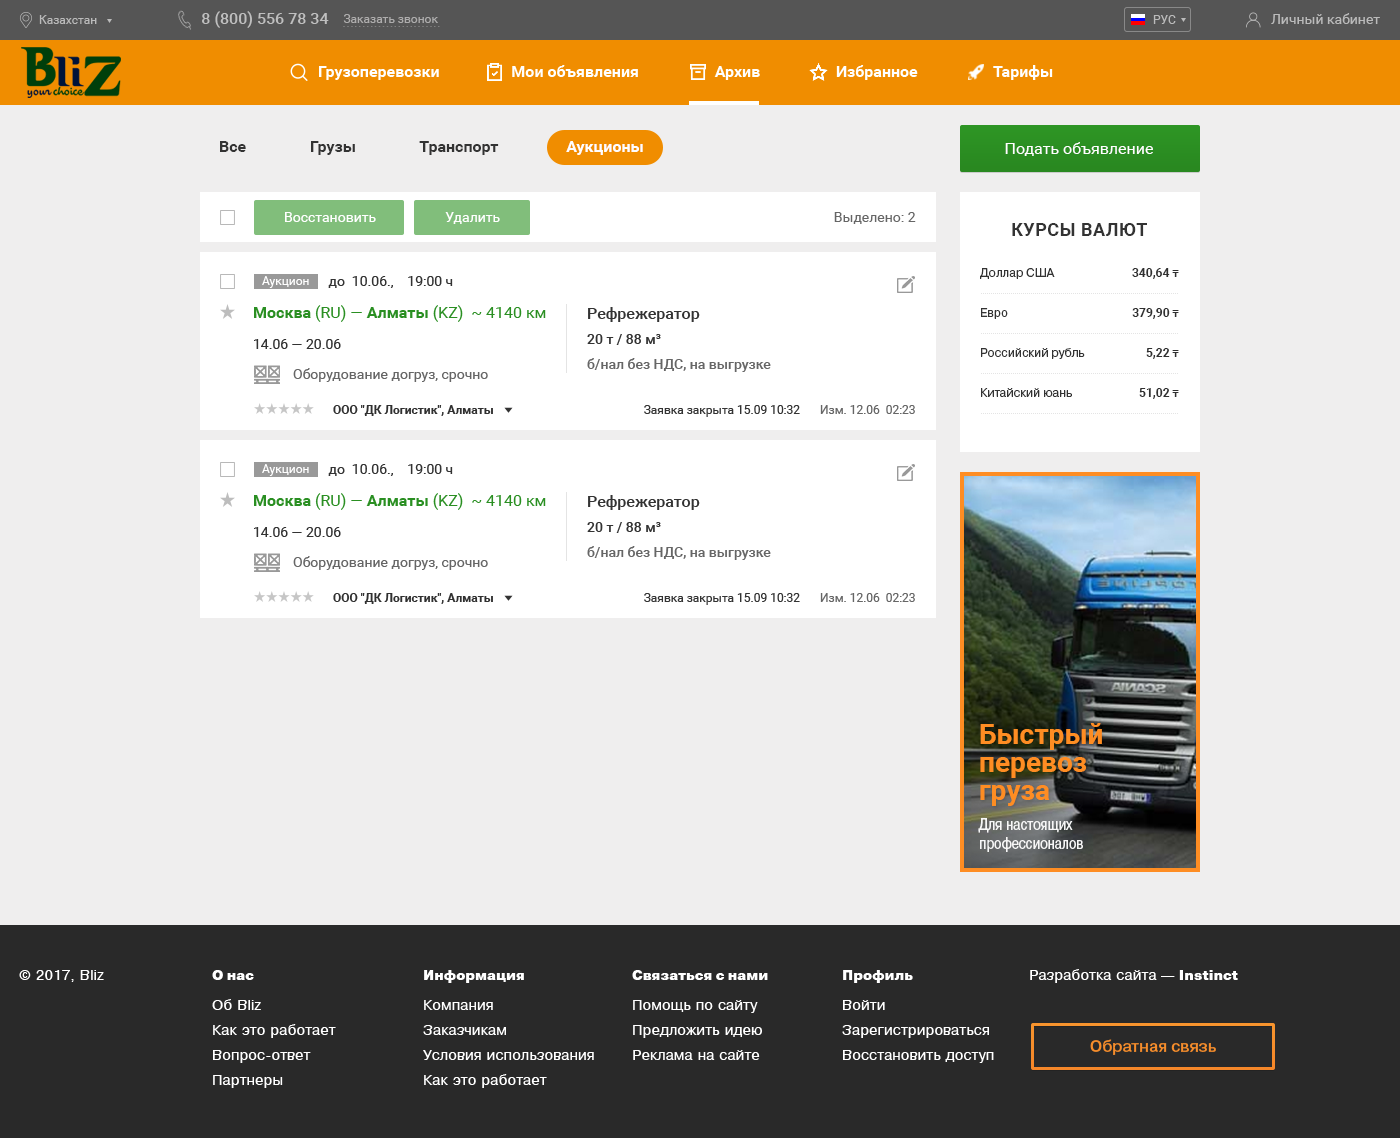 Казахстан
8 (800) 556 78 34
Заказать звонок
РУС
Личный кабинет
BliZ
your choice
Грузоперевозки
Мои объявления
Архив
Избранное
Тарифы
Все
Грузы
Транспорт
Аукционы
Подать объявление
Восстановить
Удалить
Выделено: 2
Аукцион до 10.06., 19:00 ч
Москва (RU) — Алматы (KZ) ~ 4140 км
14.06 — 20.06
Оборудование догруз, срочно
Рефрежератор
20 т / 88 м³
б/нал без НДС, на выгрузке
ООО "ДК Логистик", Алматы
Заявка закрыта 15.09 10:32
Изм. 12.06 02:23
Аукцион до 10.06., 19:00 ч
Москва (RU) — Алматы (KZ) ~ 4140 км
14.06 — 20.06
Оборудование догруз, срочно
Рефрежератор
20 т / 88 м³
б/нал без НДС, на выгрузке
ООО "ДК Логистик", Алматы
Заявка закрыта 15.09 10:32
Изм. 12.06 02:23
КУРСЫ ВАЛЮТ
Доллар США 340,64 ₸
Евро 379,90 ₸
Российский рубль 5,22 ₸
Китайский юань 51,02 ₸
SCANIA
Быстрый
перевоз
груза
Для настоящих
профессионалов
© 2017, Bliz
О нас
Об Bliz
Как это работает
Вопрос-ответ
Партнеры
Информация
Компания
Заказчикам
Условия использования
Как это работает
Связаться с нами
Помощь по сайту
Предложить идею
Реклама на сайте
Профиль
Войти
Зарегистрироваться
Восстановить доступ
Разработка сайта — Instinct
Обратная связь